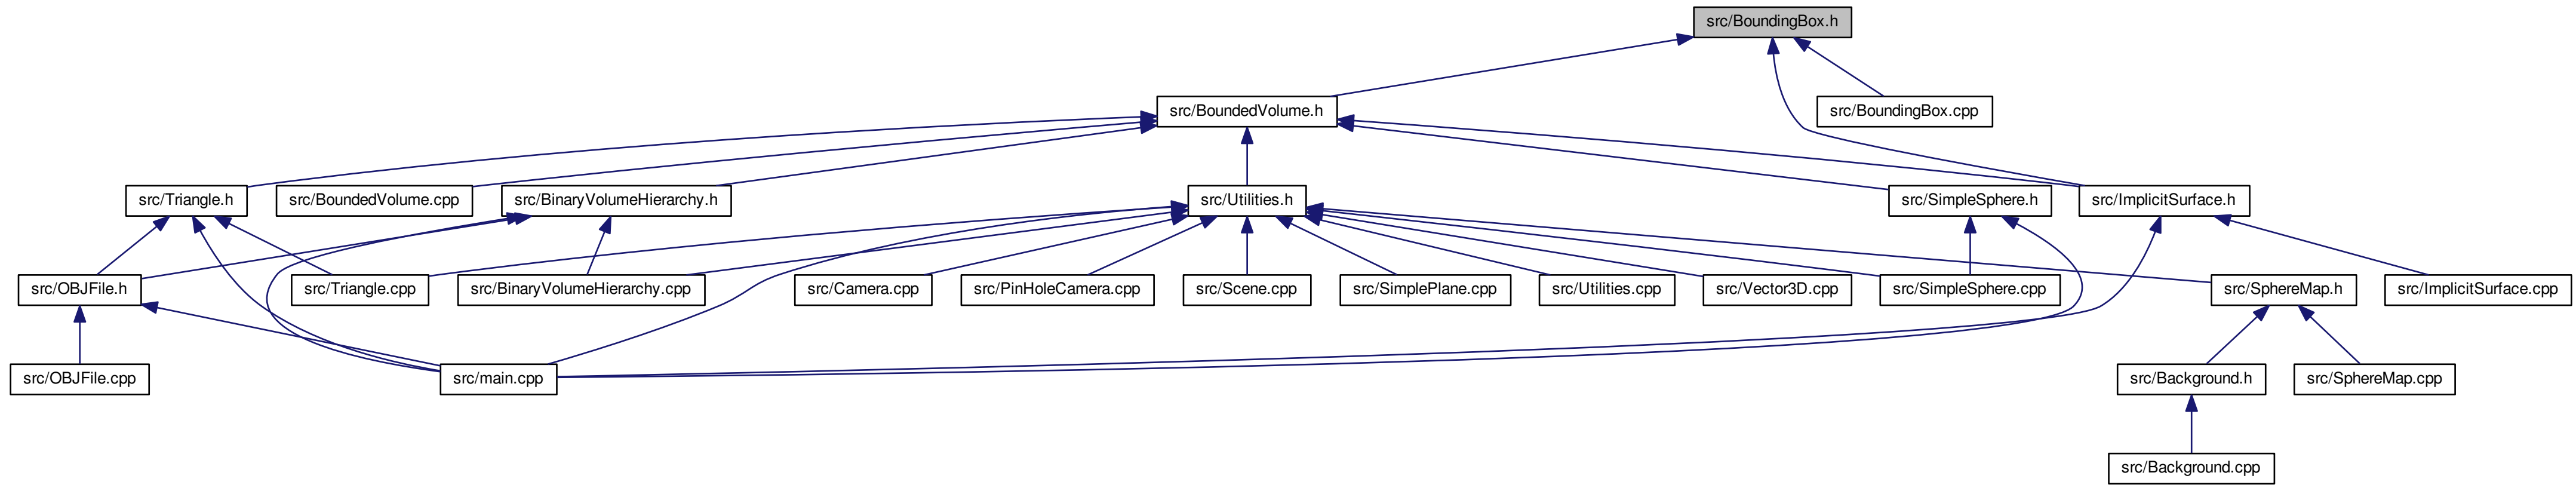 src/BoundingBox.h
src/BoundedVolume.h
src/BoundingBox.cpp
src/Triangle.h
src/BoundedVolume.cpp
src/BinaryVolumeHierarchy.h
src/Utilities.h
src/SimpleSphere.h
src/ImplicitSurface.h
src/OBJFile.h
src/Triangle.cpp
src/BinaryVolumeHierarchy.cpp
src/Camera.cpp
src/PinHoleCamera.cpp
src/Scene.cpp
src/SimplePlane.cpp
src/Utilities.cpp
src/Vector3D.cpp
src/SimpleSphere.cpp
src/SphereMap.h
src/ImplicitSurface.cpp
src/OBJFile.cpp
src/main.cpp
src/Background.h
src/SphereMap.cpp
src/Background.cpp